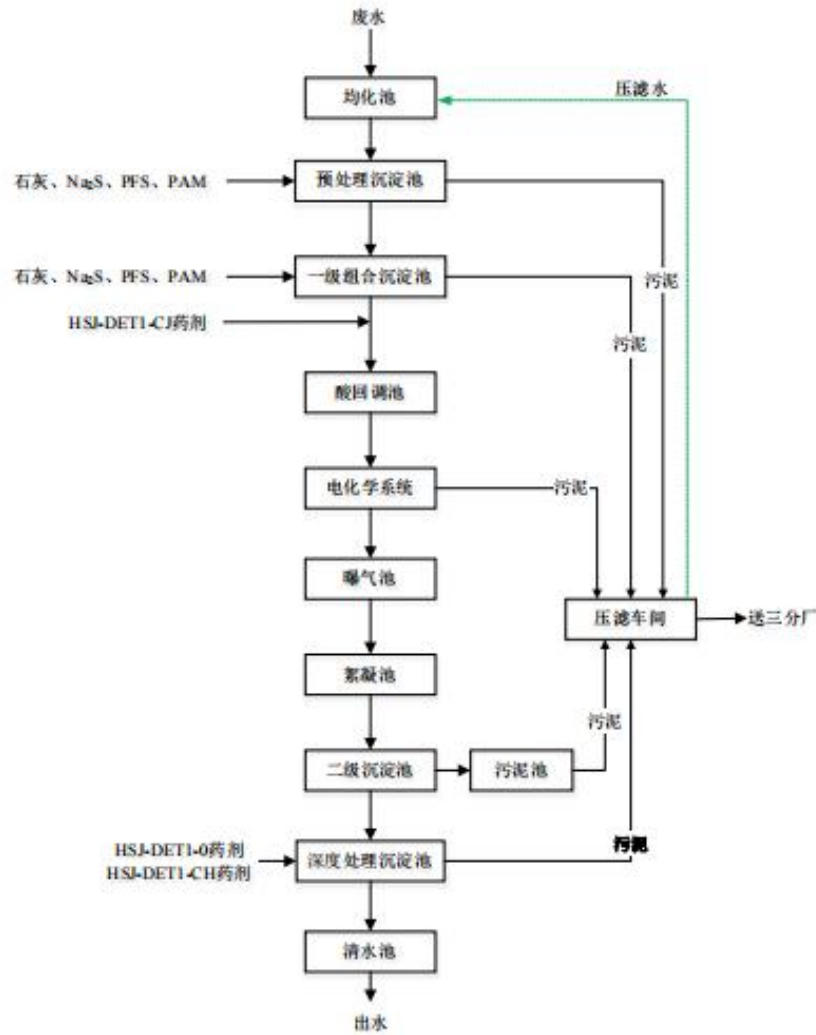 废水
均化池
压滤水
石灰、Na₂S、PFS、PAM
预处理沉淀池
石灰、Na₂S、PFS、PAM
一级组合沉淀池
污泥
污泥
HSJ-DET1-CJ药剂
酸回调池
电化学系统
污泥
曝气池
压滤车间
送三分厂
絮凝池
污泥
二级沉淀池
污泥池
HSJ-DET1-0药剂
HSJ-DET1-CH药剂
深度处理沉淀池
污泥
清水池
出水